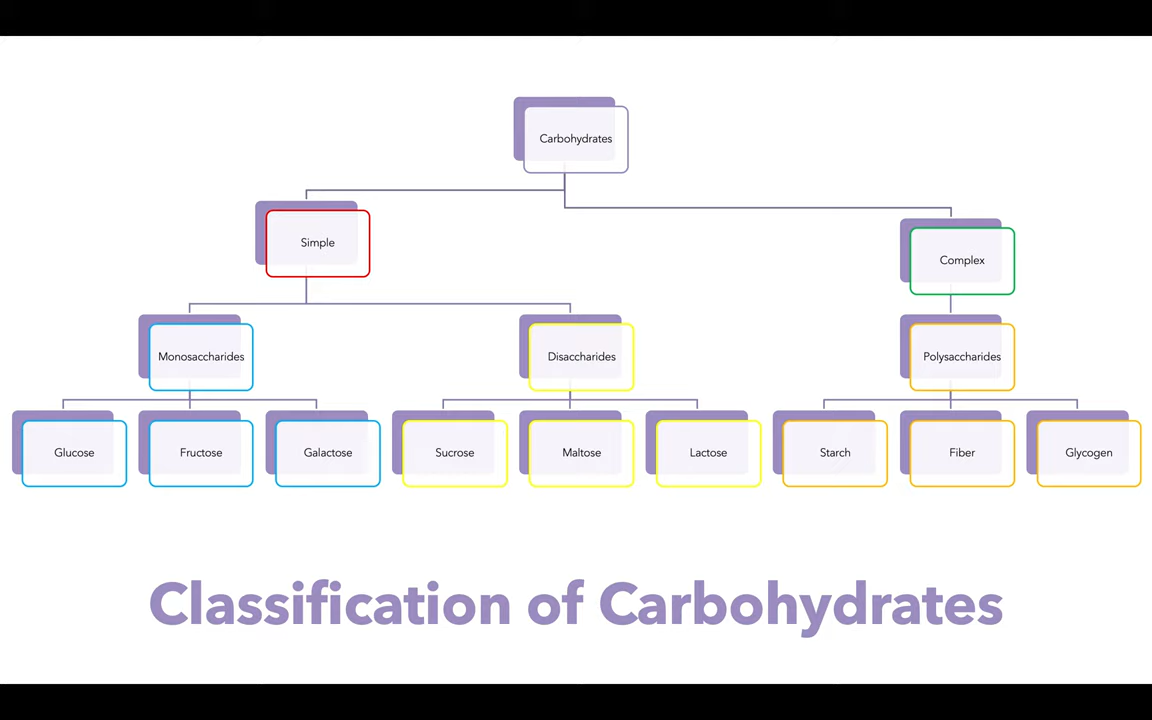 Carbohydrates
Simple
Complex
Monosaccharides
Disaccharides
Polysaccharides
Glucose
Fructose
Galactose
Sucrose
Maltose
Lactose
Starch
Fiber
Glycogen
Classification of Carbohydrates